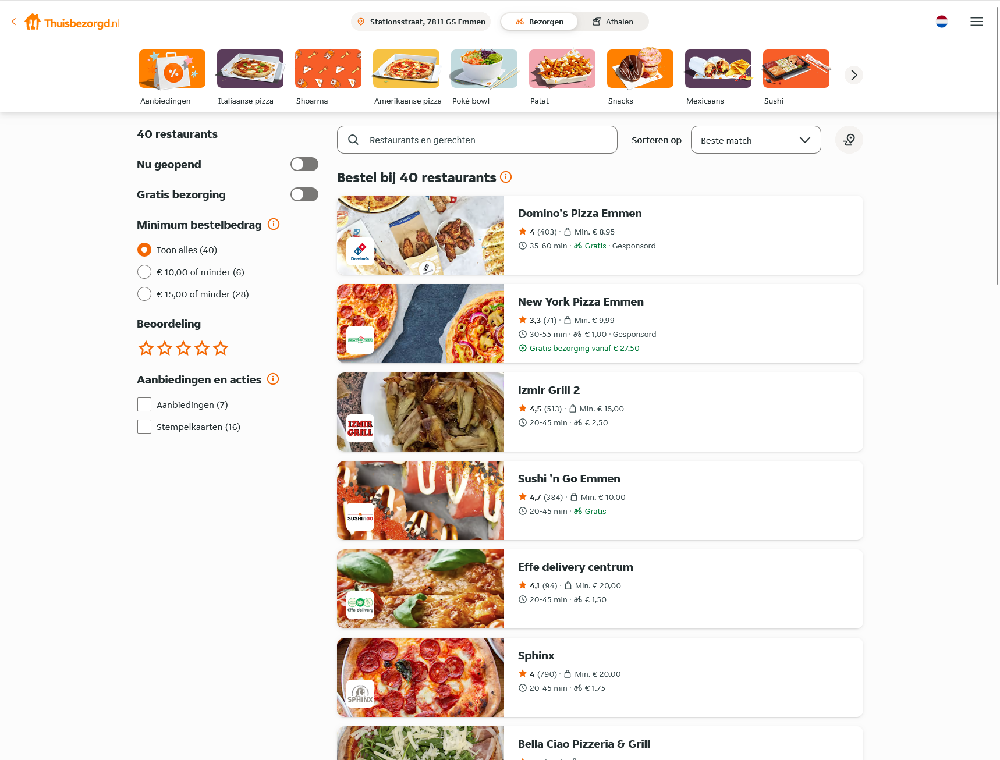 Thuisbezorgd.nl
Stationsstraat, 7811 GS Emmen
Bezorgen
Afhalen
%
Aanbiedingen
Italiaanse pizza
Shoarma
Amerikaanse pizza
Poké bowl
Patat
Snacks
Mexicaans
Sushi
40 restaurants
Nu geopend
Gratis bezorging
Minimum bestelbedrag
Toon alles (40)
€ 10,00 of minder (6)
€ 15,00 of minder (28)
Beoordeling
Aanbiedingen en acties
Aanbiedingen (7)
Stempelkaarten (16)
Restaurants en gerechten
Sorteren op
Beste match
Bestel bij 40 restaurants
Domino's
Domino's Pizza Emmen
4 (403) · Min. € 8,95
35-60 min · Gratis · Gesponsord
NEW YORK PIZZA
New York Pizza Emmen
3,3 (71) · Min. € 9,99
30-55 min · € 1,00 · Gesponsord
Gratis bezorging vanaf € 27,50
IZMIR
GRILL
Izmir Grill 2
4,5 (513) · Min. € 15,00
20-45 min · € 2,50
SUSHI'nGO
Sushi 'n Go Emmen
4,7 (384) · Min. € 10,00
20-45 min · Gratis
Effe delivery
Effe delivery centrum
4,1 (94) · Min. € 20,00
20-45 min · € 1,50
SPHINX
Sphinx
4 (790) · Min. € 20,00
20-45 min · € 1,75
Bella Ciao Pizzeria & Grill